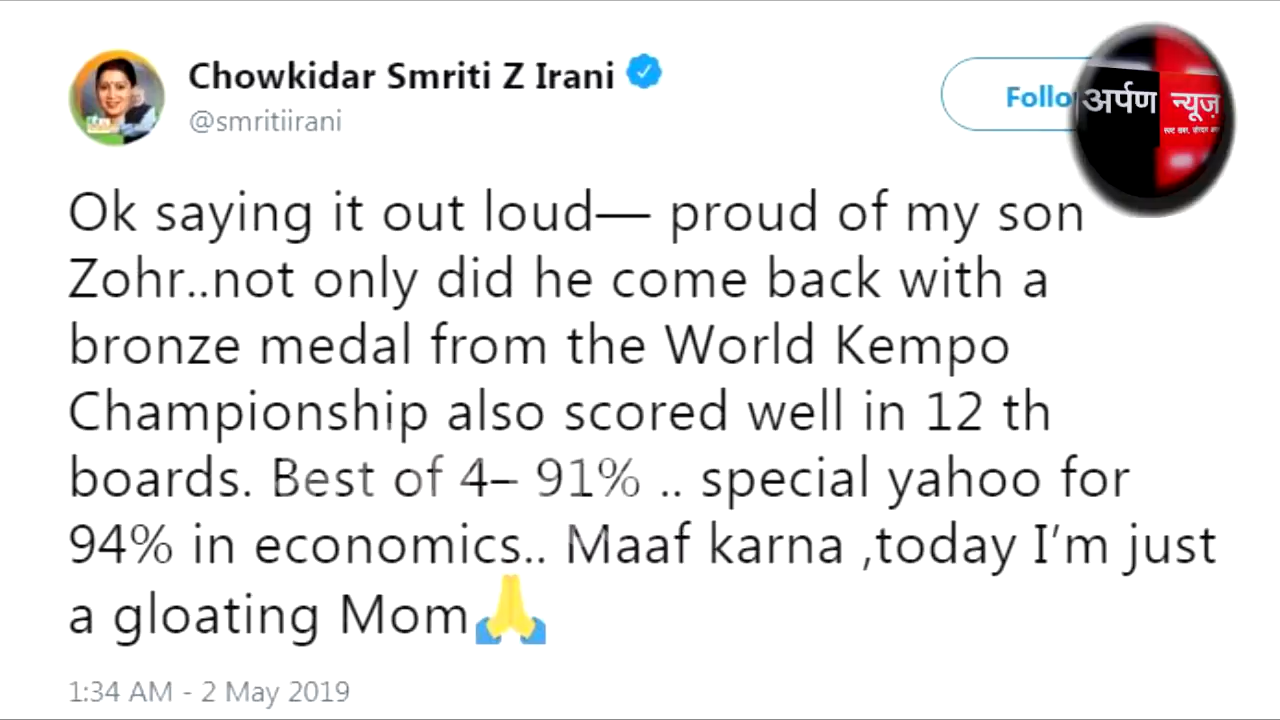 Chowkidar Smriti Z Irani
@smritiirani
Follo
अर्पण न्यूज़
Ok saying it out loud— proud of my son
Zohr..not only did he come back with a
bronze medal from the World Kempo
Championship also scored well in 12 th
boards. Best of 4– 91% .. special yahoo for
94% in economics.. Maaf karna ,today I’m just
a gloating Mom🙏
1:34 AM - 2 May 2019